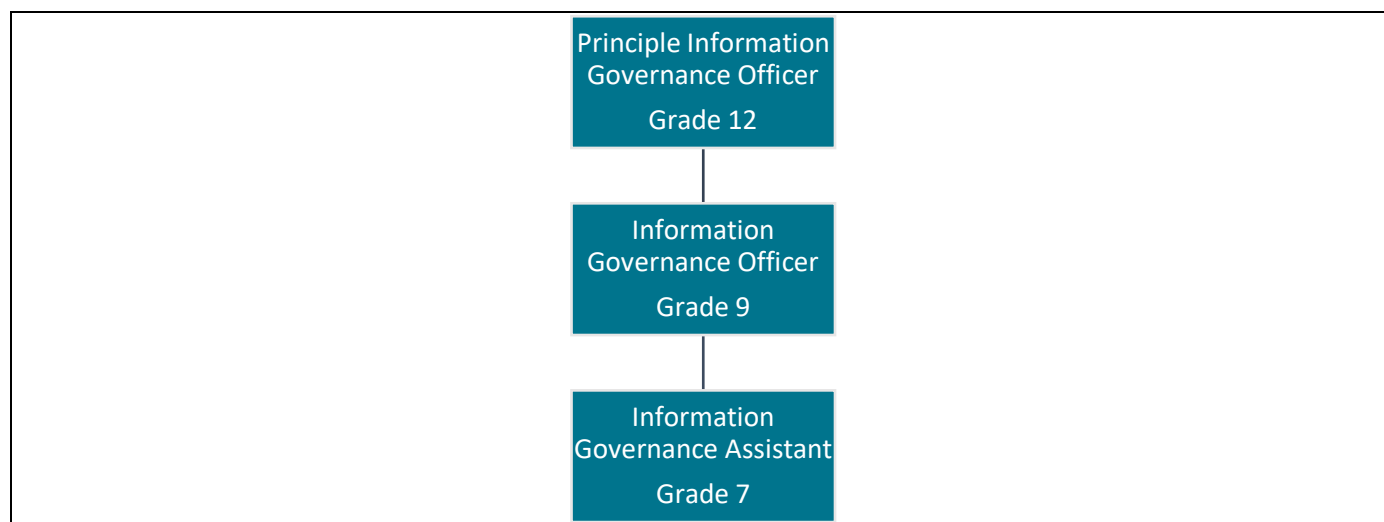 Principle Information
Governance Officer
Grade 12
Information
Governance Officer
Grade 9
Information
Governance Assistant
Grade 7